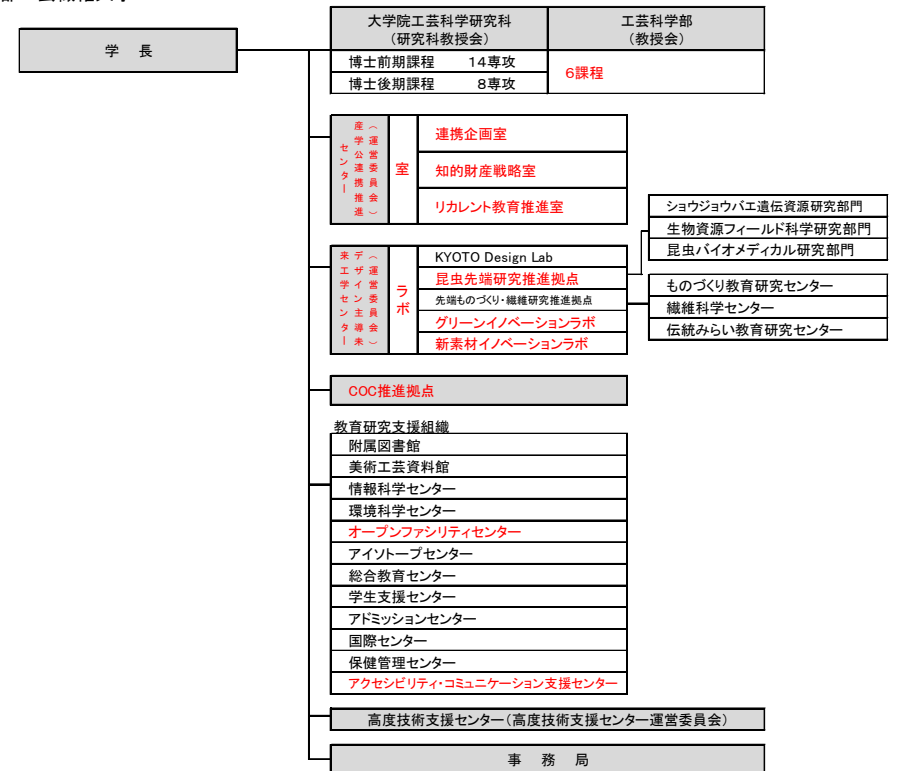 学 長
大学院工芸科学研究科
(研究科教授会)
工芸科学部
(教授会)
博士前期課程 14専攻
博士後期課程 8専攻
6課程
産学公連携推進センター
(運営委員会)
室
連携企画室
知的財産戦略室
リカレント教育推進室
デザイン主導未来工学センター
(運営委員会)
ラボ
KYOTO Design Lab
昆虫先端研究推進拠点
先端ものづくり・繊維研究推進拠点
グリーンイノベーションラボ
新素材イノベーションラボ
ショウジョウバエ遺伝資源研究部門
生物資源フィールド科学研究部門
昆虫バイオメディカル研究部門
ものづくり教育研究センター
繊維科学センター
伝統みらい教育研究センター
COC推進拠点
教育研究支援組織
附属図書館
美術工芸資料館
情報科学センター
環境科学センター
オープンファシリティセンター
アイソトープセンター
総合教育センター
学生支援センター
アドミッションセンター
国際センター
保健管理センター
アクセシビリティ・コミュニケーション支援センター
高度技術支援センター(高度技術支援センター運営委員会)
事 務 局